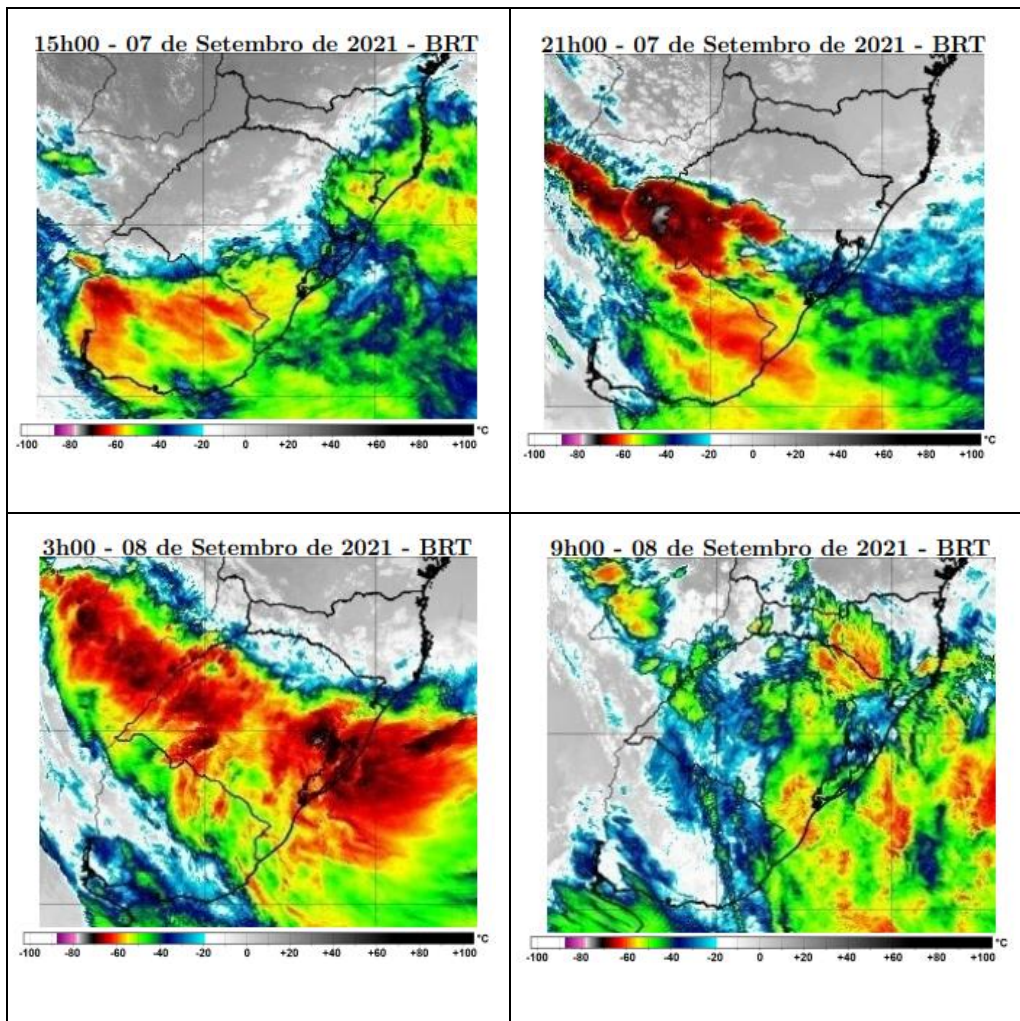 15h00 - 07 de Setembro de 2021 - BRT
-100 -80 -60 -40 -20 0 +20 +40 +60 +80 +100 °C
21h00 - 07 de Setembro de 2021 - BRT
-100 -80 -60 -40 -20 0 +20 +40 +60 +80 +100 °C
3h00 - 08 de Setembro de 2021 - BRT
-100 -80 -60 -40 -20 0 +20 +40 +60 +80 +100 °C
9h00 - 08 de Setembro de 2021 - BRT
-100 -80 -60 -40 -20 0 +20 +40 +60 +80 +100 °C